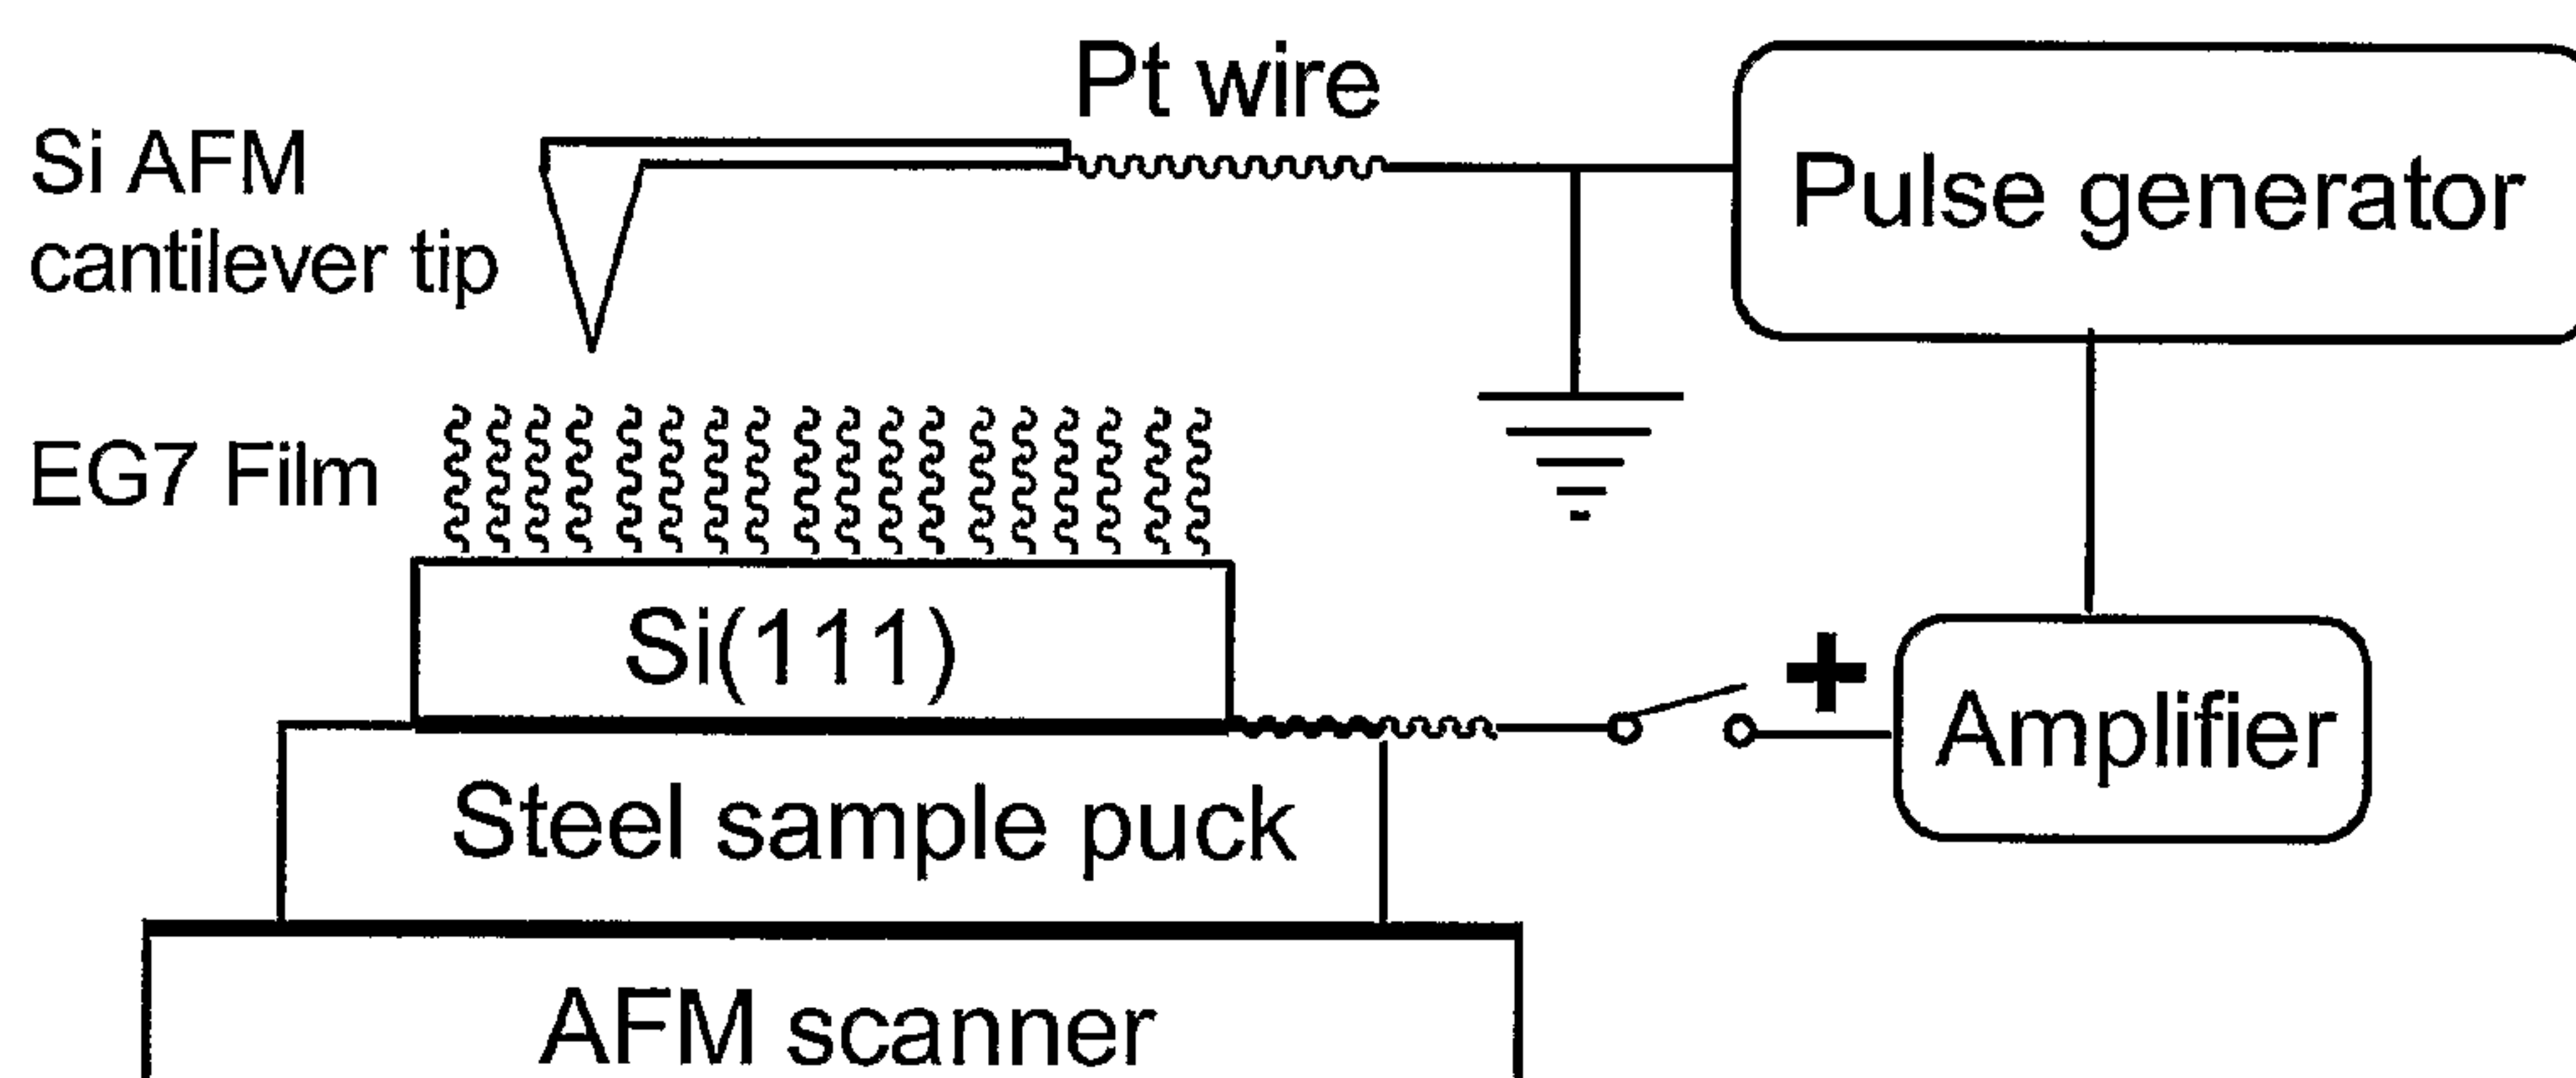 Pt wire
Si AFM
cantilever tip
Pulse generator
EG7 Film
Si(111)
+
Amplifier
Steel sample puck
AFM scanner